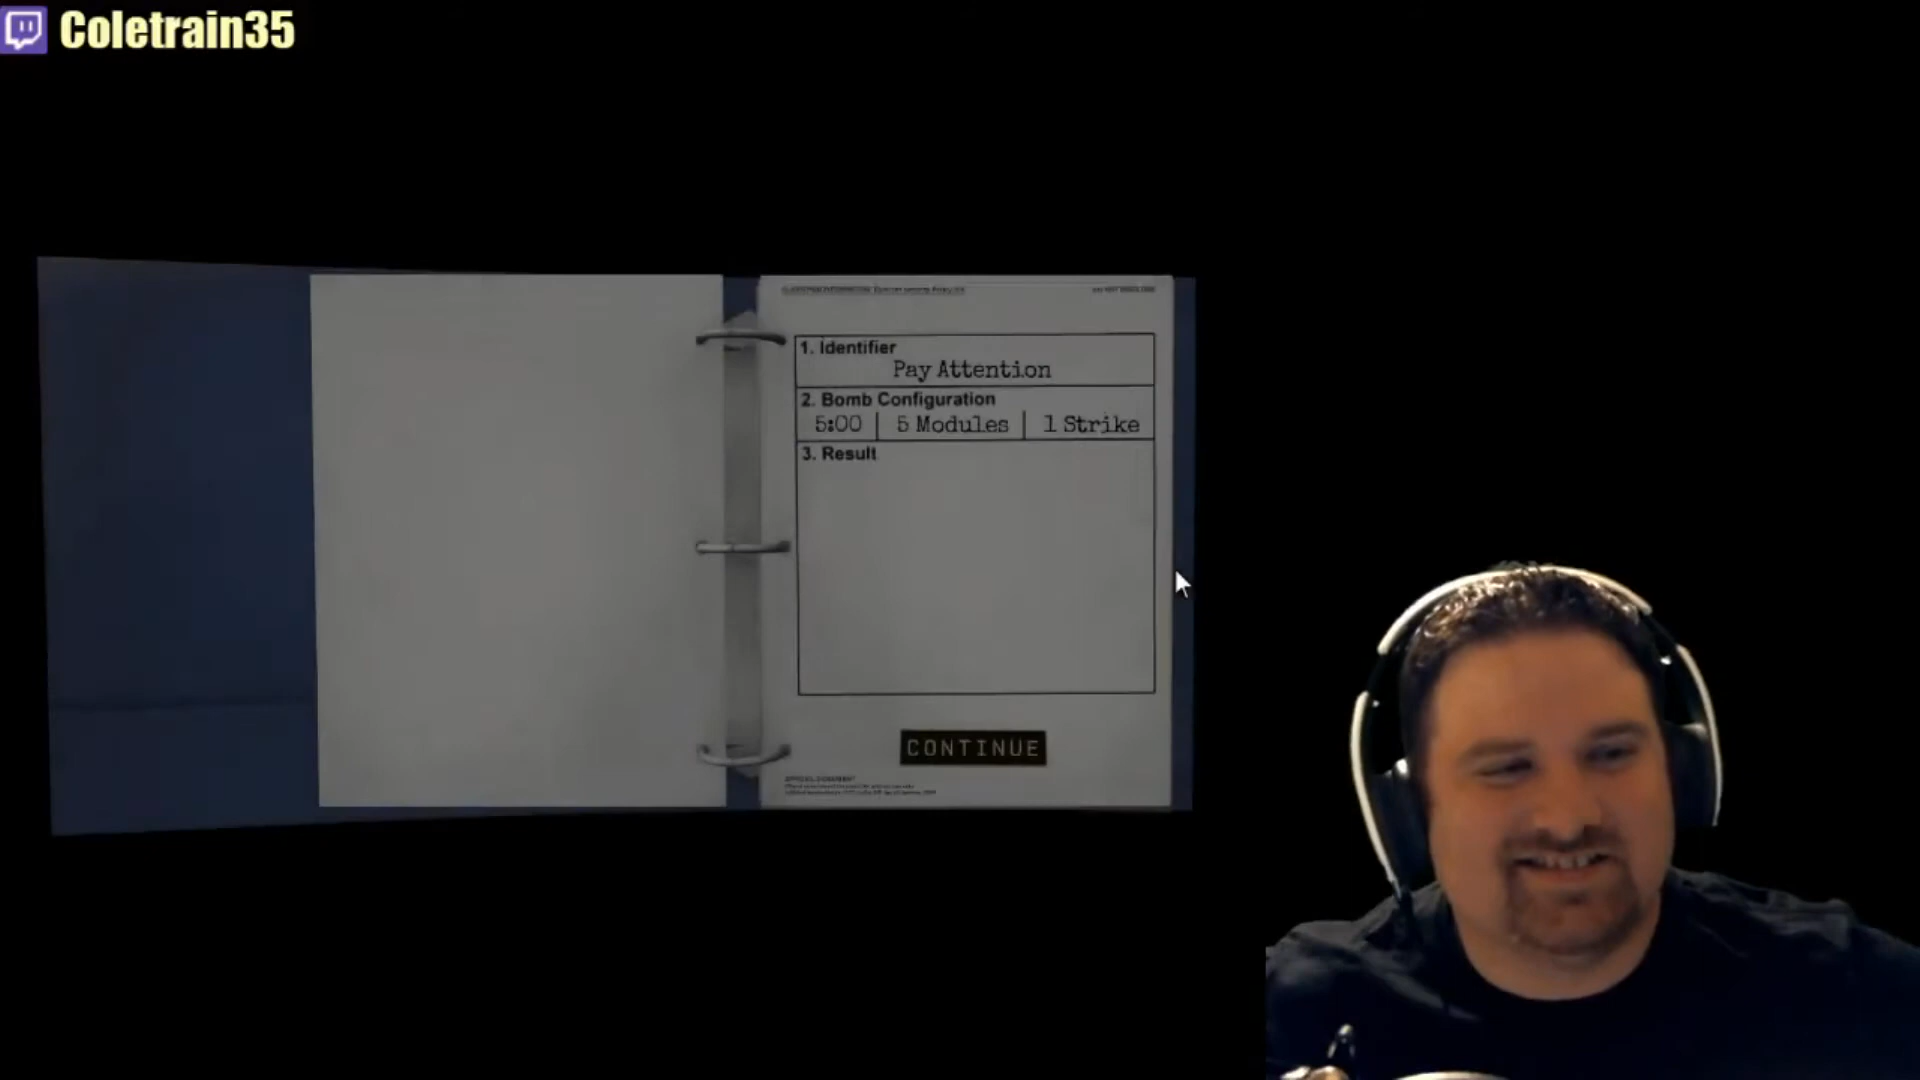 Coletrain35
1. Identifier
Pay Attention
2. Bomb Configuration
5:00 5 Modules 1 Strike
3. Result
CONTINUE